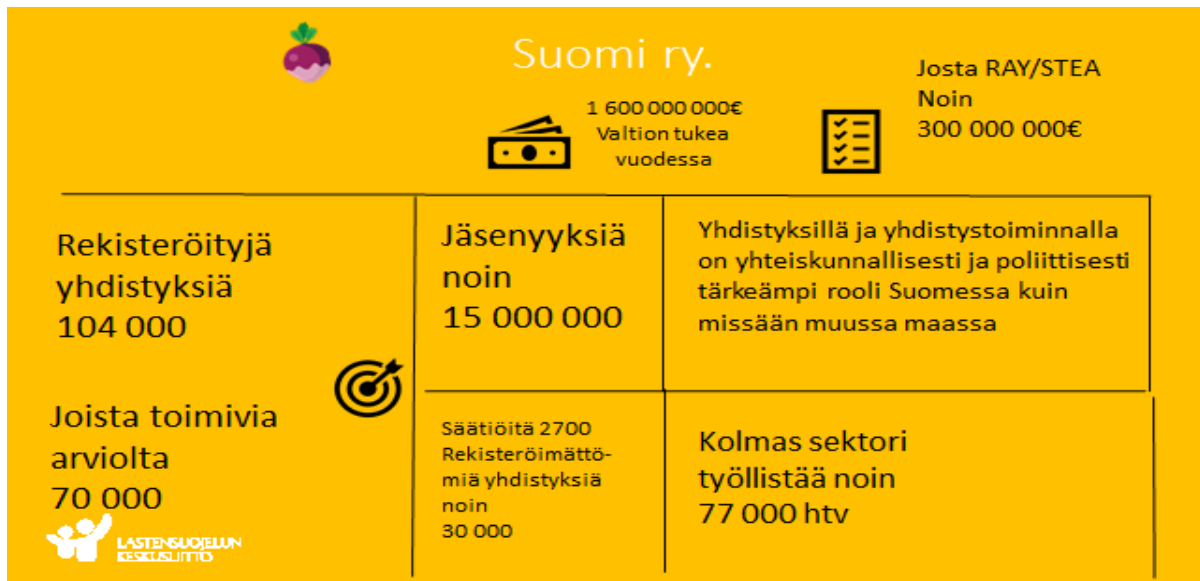 Suomi ry.
1 600 000 000€
Valtion tukea
vuodessa
Josta RAY/STEA
Noin
300 000 000€
Rekisteröityjä
yhdistyksiä
104 000
Joista toimivia
arviolta
70 000
Jäsenyyksiä
noin
15 000 000
Yhdistyksillä ja yhdistystoiminnalla
on yhteiskunnallisesti ja poliittisesti
tärkeämpi rooli Suomessa kuin
missään muussa maassa
Säätiöitä 2700
Rekisteröimättö-
miä yhdistyksiä
noin
30 000
Kolmas sektori
työllistää noin
77 000 htv
LASTENSUOJELUN
KESKUSLIITTO